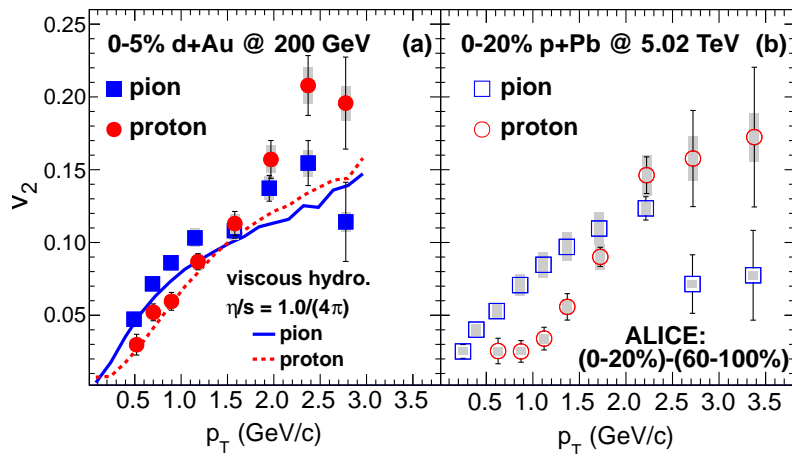 0-5% d+Au @ 200 GeV (a)
pion
proton
viscous hydro.
η/s = 1.0/(4π)
pion
proton
v2
0.25
0.20
0.15
0.10
0.05
0.5 1.0 1.5 2.0 2.5 3.0 3.5
pT (GeV/c)
0-20% p+Pb @ 5.02 TeV (b)
pion
proton
ALICE:
(0-20%)-(60-100%)
0.5 1.0 1.5 2.0 2.5 3.0 3.5
pT (GeV/c)